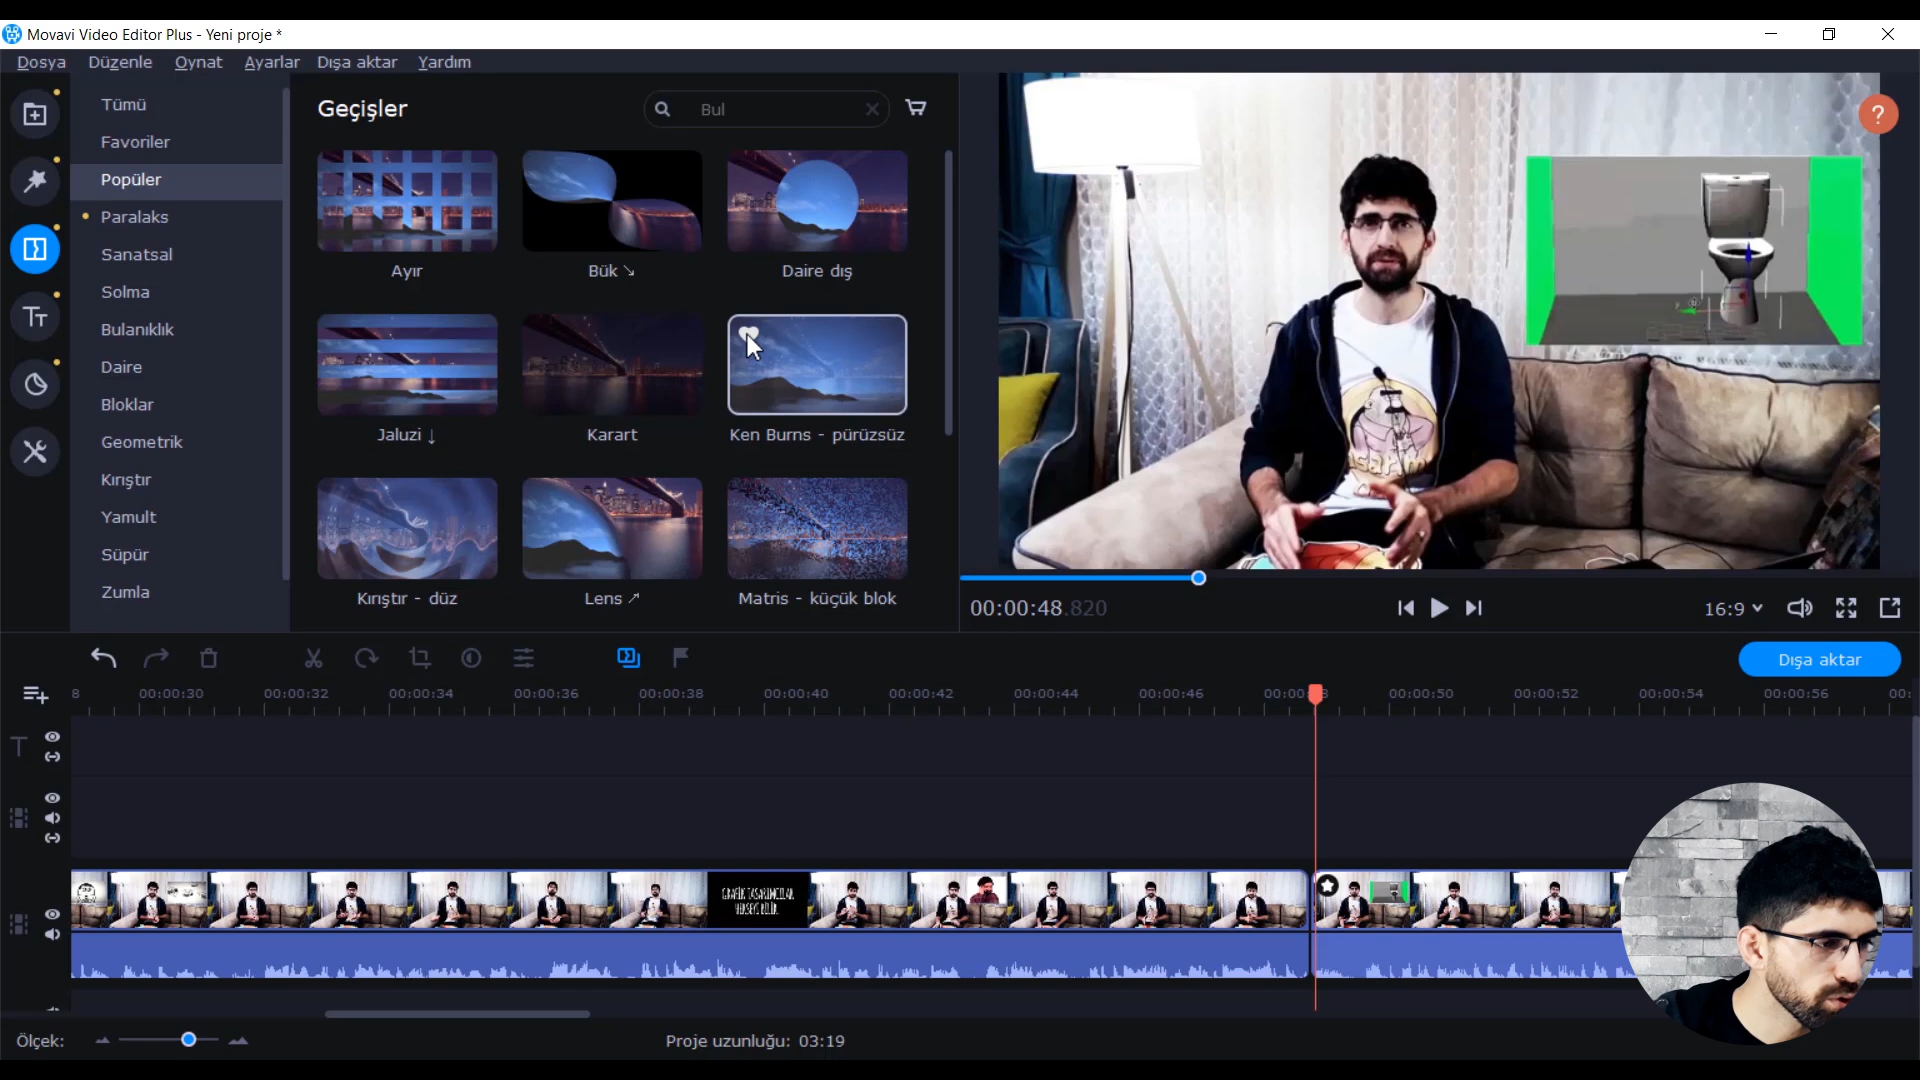 Movavi Video Editor Plus - Yeni proje *
Dosya Düzenle Oynat Ayarlar Dışa aktar Yardım
Tümü
Favoriler
Popüler
Paralaks
Sanatsal
Solma
Bulanıklık
Daire
Bloklar
Geometrik
Kırıştır
Yamult
Süpür
Zumla
Geçişler
Bul
Ayır
Bük ↘
Daire dış
Jaluzi ↓
Karart
Ken Burns - pürüzsüz
Kırıştır - düz
Lens ↗
Matris - küçük blok
?
00:00:48.820
16:9
Dışa aktar
8 00:00:30 00:00:32 00:00:34 00:00:36 00:00:38 00:00:40 00:00:42 00:00:44 00:00:46 00:00:50 00:00:52 00:00:54 00:00:56
GRAFİK TASARIMCILAR
HERŞEYİ BİLİR.
Ölçek:
Proje uzunluğu: 03:19